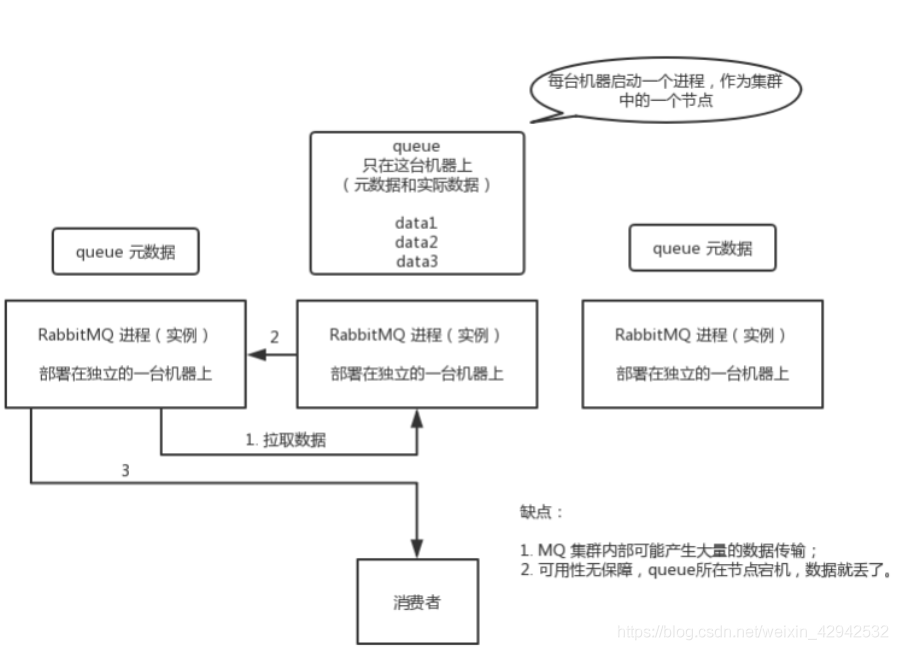 每台机器启动一个进程，作为集群
中的一个节点
queue
只在这台机器上
（元数据和实际数据）
data1
data2
data3
queue 元数据
queue 元数据
RabbitMQ 进程（实例）
部署在独立的一台机器上
2
RabbitMQ 进程（实例）
部署在独立的一台机器上
RabbitMQ 进程（实例）
部署在独立的一台机器上
1. 拉取数据
3
缺点：
1. MQ 集群内部可能产生大量的数据传输；
2. 可用性无保障，queue所在节点宕机，数据就丢了。
消费者
https://blog.csdn.net/weixin_42942532